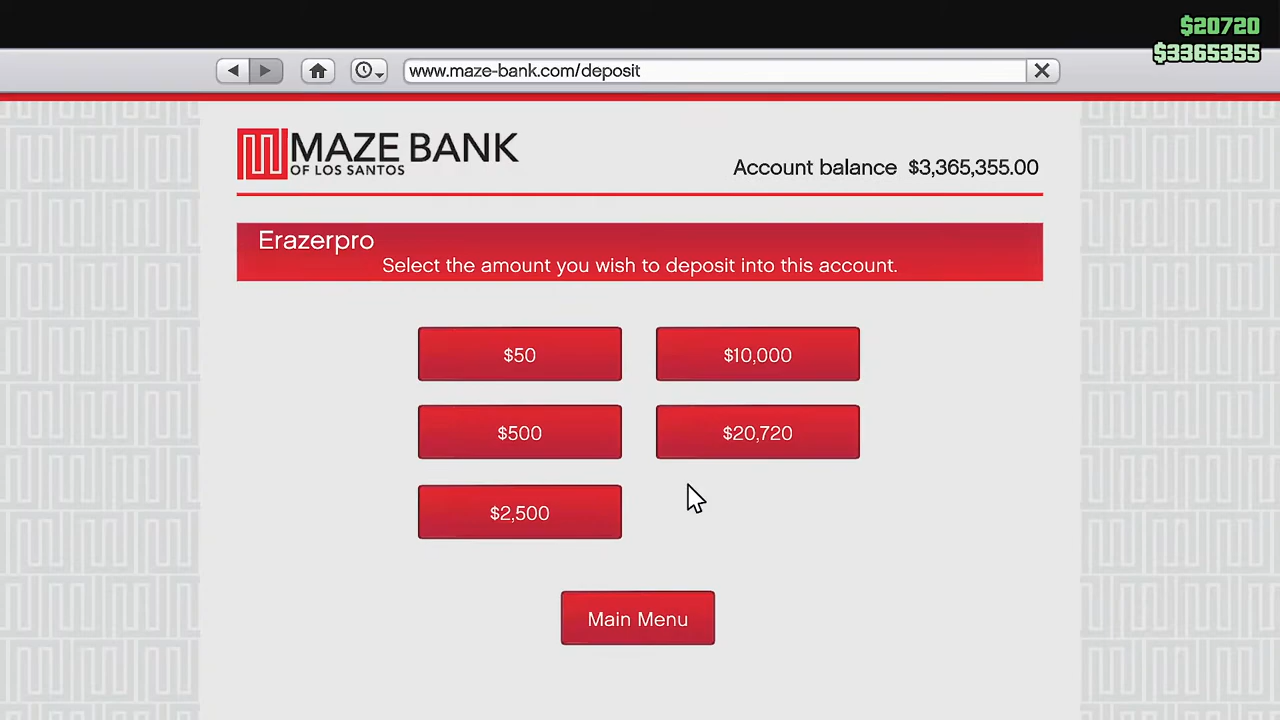 $20720
$3365355
www.maze-bank.com/deposit
MAZE BANK
OF LOS SANTOS
Account balance $3,365,355.00
Erazerpro
Select the amount you wish to deposit into this account.
$50
$10,000
$500
$20,720
$2,500
Main Menu